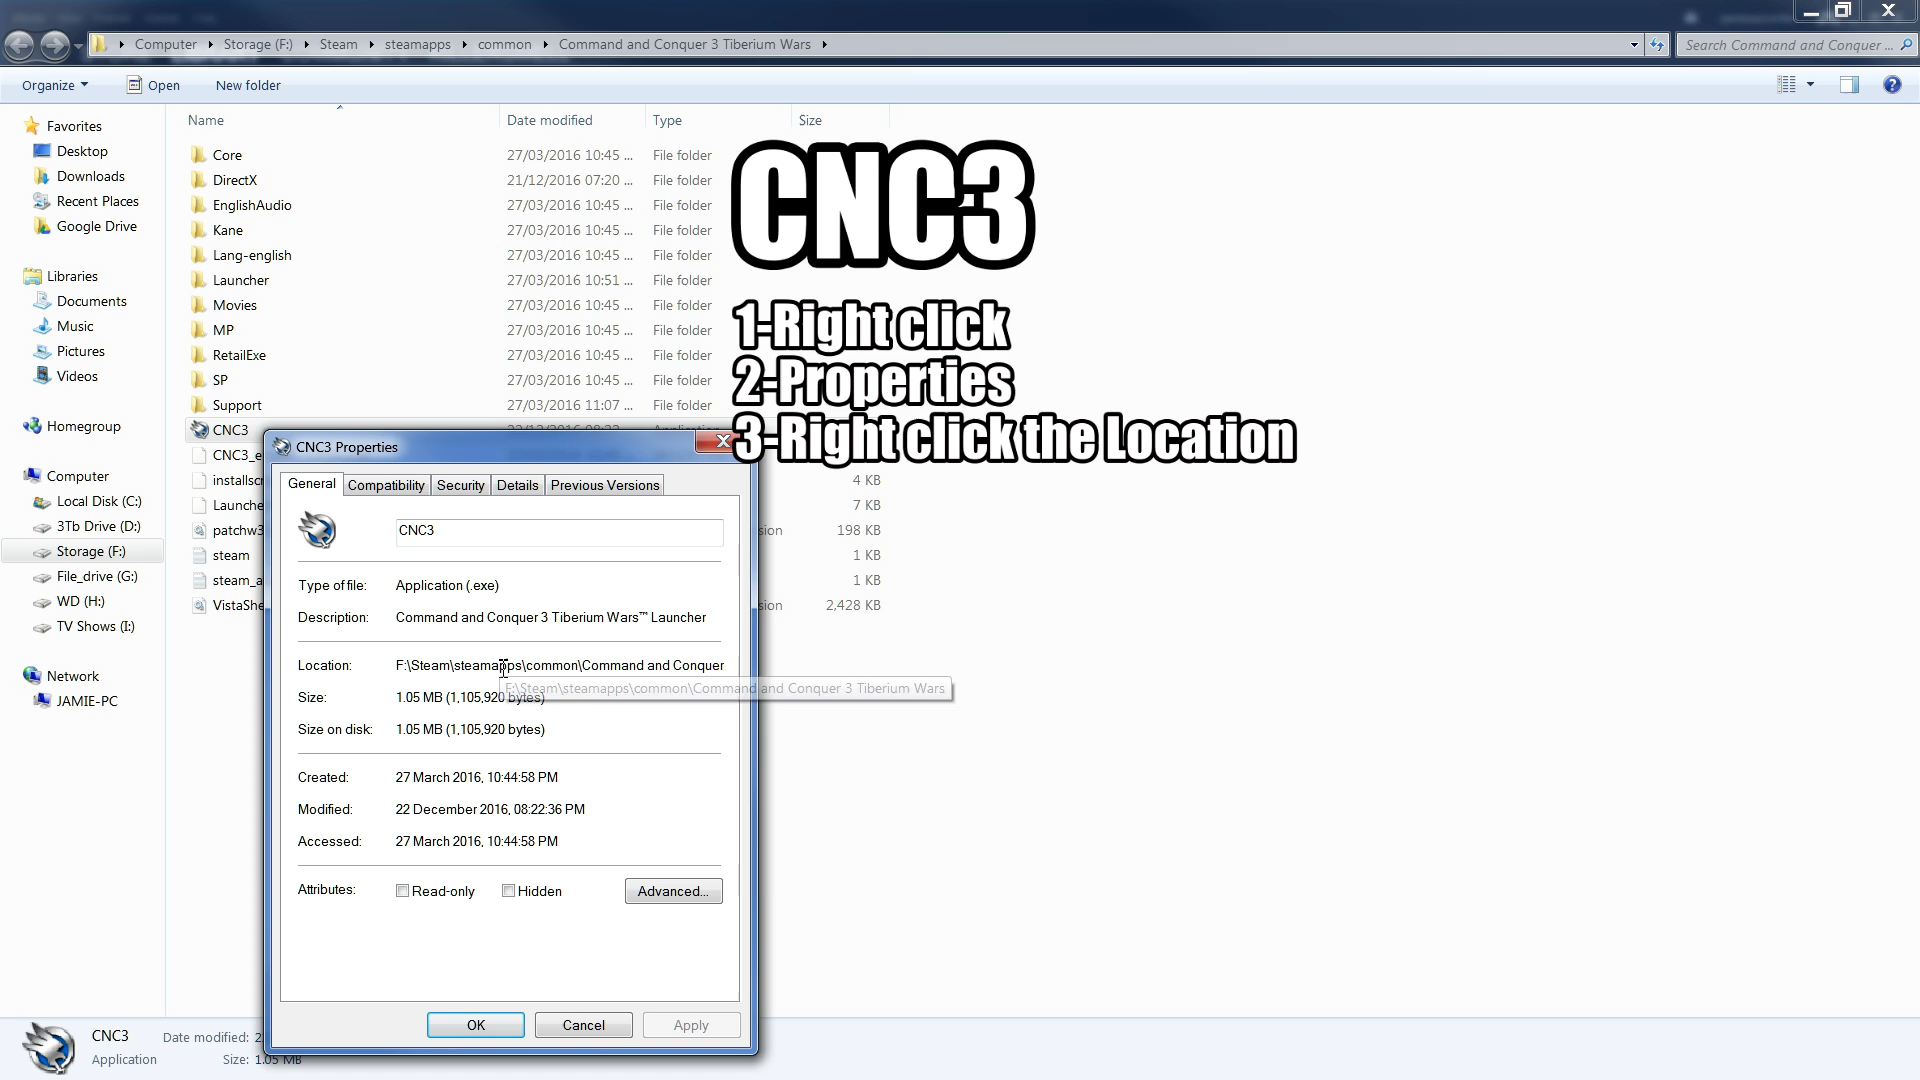 Computer Storage (F:) Steam steamapps common Command and Conquer 3 Tiberium Wars
Search Command and Conquer ...
Organize Open New folder
Name Date modified Type Size
Favorites
Desktop
Downloads
Recent Places
Google Drive
Libraries
Documents
Music
Pictures
Videos
Homegroup
Computer
Local Disk (C:)
3Tb Drive (D:)
Storage (F:)
File_drive (G:)
WD (H:)
TV Shows (I:)
Network
JAMIE-PC
Core 27/03/2016 10:45 ... File folder
DirectX 21/12/2016 07:20 ... File folder
EnglishAudio 27/03/2016 10:45 ... File folder
Kane 27/03/2016 10:45 ... File folder
Lang-english 27/03/2016 10:45 ... File folder
Launcher 27/03/2016 10:51 ... File folder
Movies 27/03/2016 10:45 ... File folder
MP 27/03/2016 10:45 ... File folder
RetailExe 27/03/2016 10:45 ... File folder
SP 27/03/2016 10:45 ... File folder
Support 27/03/2016 11:07 ... File folder
CNC3
CNC3_e
installscr 4 KB
Launche 7 KB
patchw3 sion 198 KB
steam 1 KB
steam_a 1 KB
VistaShe sion 2,428 KB
CNC3
1-Right click
2-Properties
3-Right click the Location
CNC3 Properties
General Compatibility Security Details Previous Versions
CNC3
Type of file: Application (.exe)
Description: Command and Conquer 3 Tiberium Wars™ Launcher
Location: F:\Steam\steamapps\common\Command and Conquer
F:\Steam\steamapps\common\Command and Conquer 3 Tiberium Wars
Size: 1.05 MB (1,105,920 bytes)
Size on disk: 1.05 MB (1,105,920 bytes)
Created: 27 March 2016, 10:44:58 PM
Modified: 22 December 2016, 08:22:36 PM
Accessed: 27 March 2016, 10:44:58 PM
Attributes: Read-only Hidden Advanced...
OK Cancel Apply
CNC3 Date modified: 2
Application Size: 1.05 MB